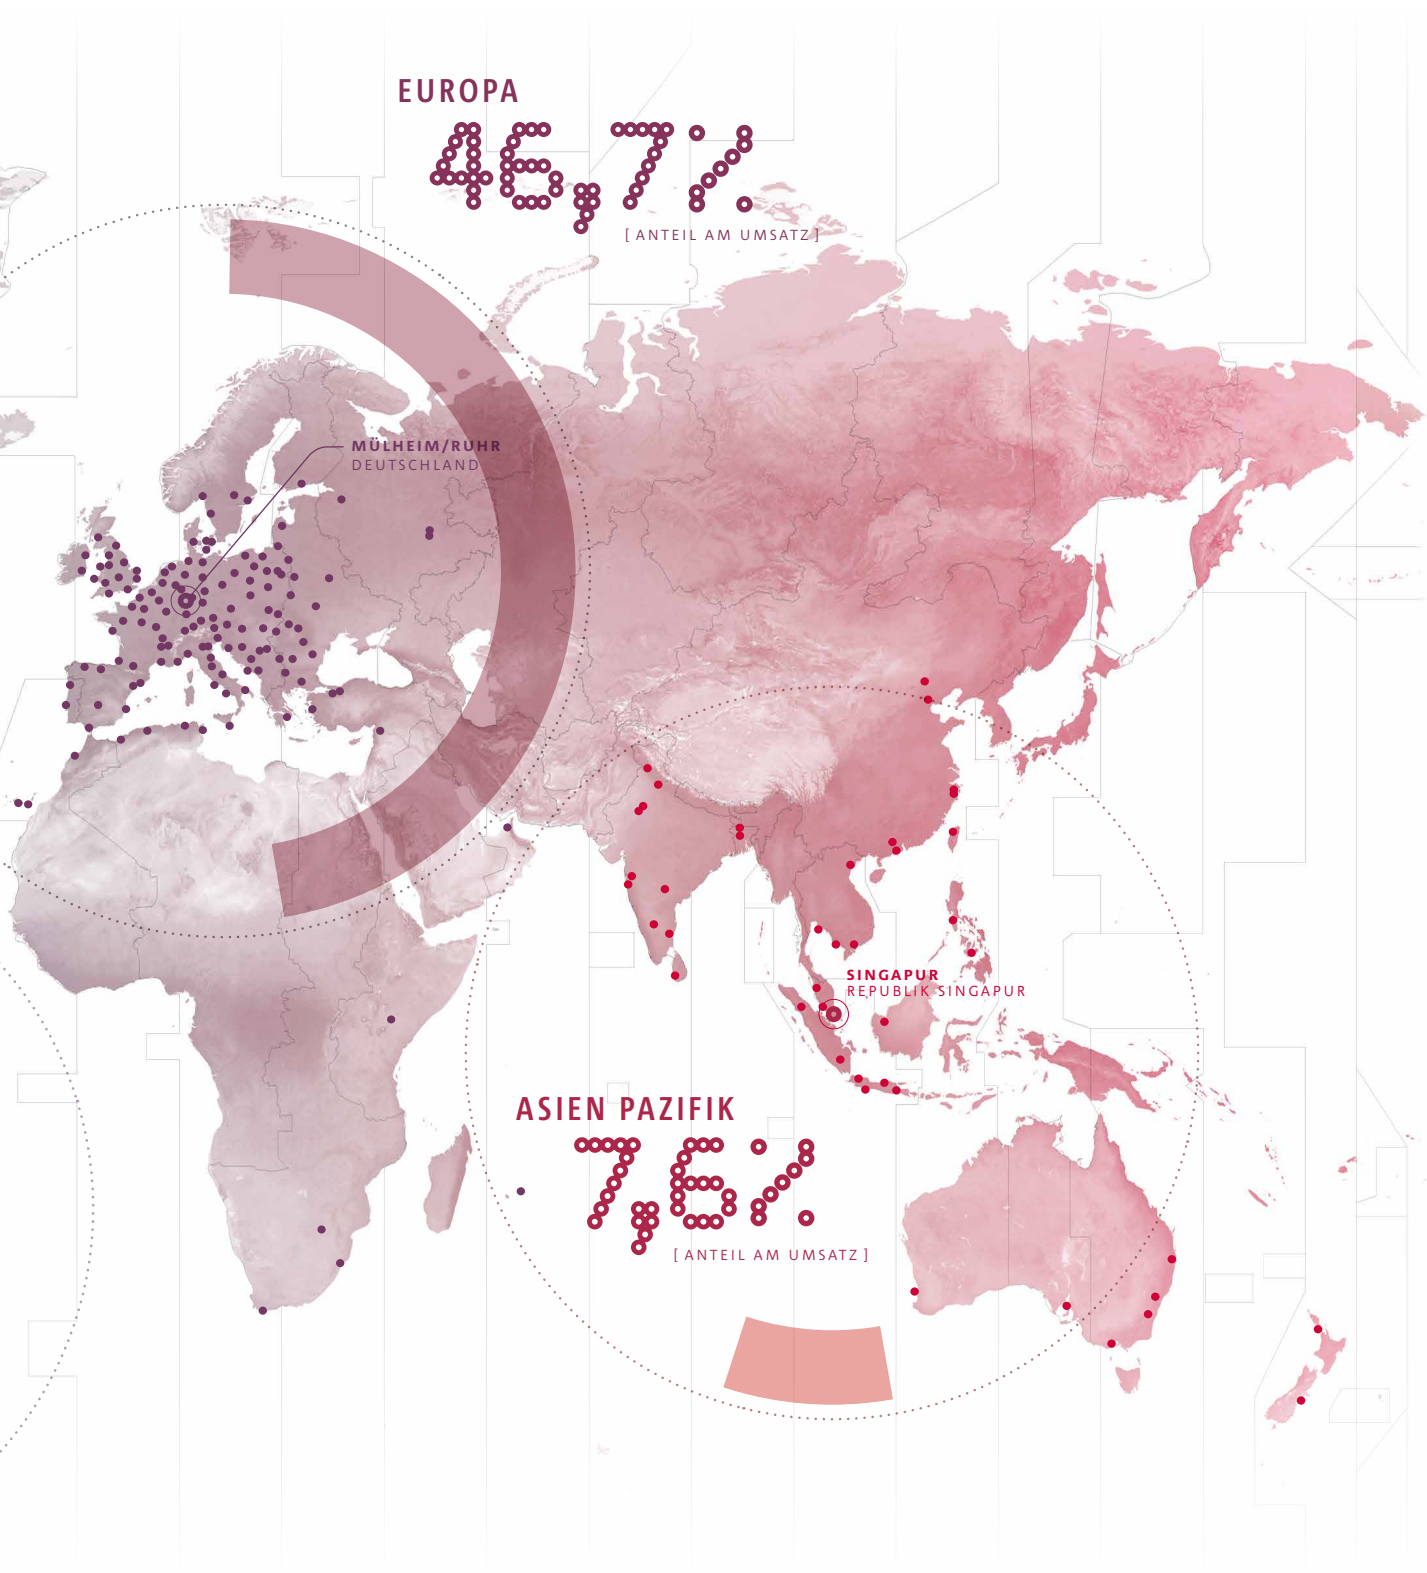 EUROPA
46,7%
[ ANTEIL AM UMSATZ ]
MÜLHEIM/RUHR
DEUTSCHLAND
SINGAPUR
REPUBLIK SINGAPUR
ASIEN PAZIFIK
7,6%
[ ANTEIL AM UMSATZ ]